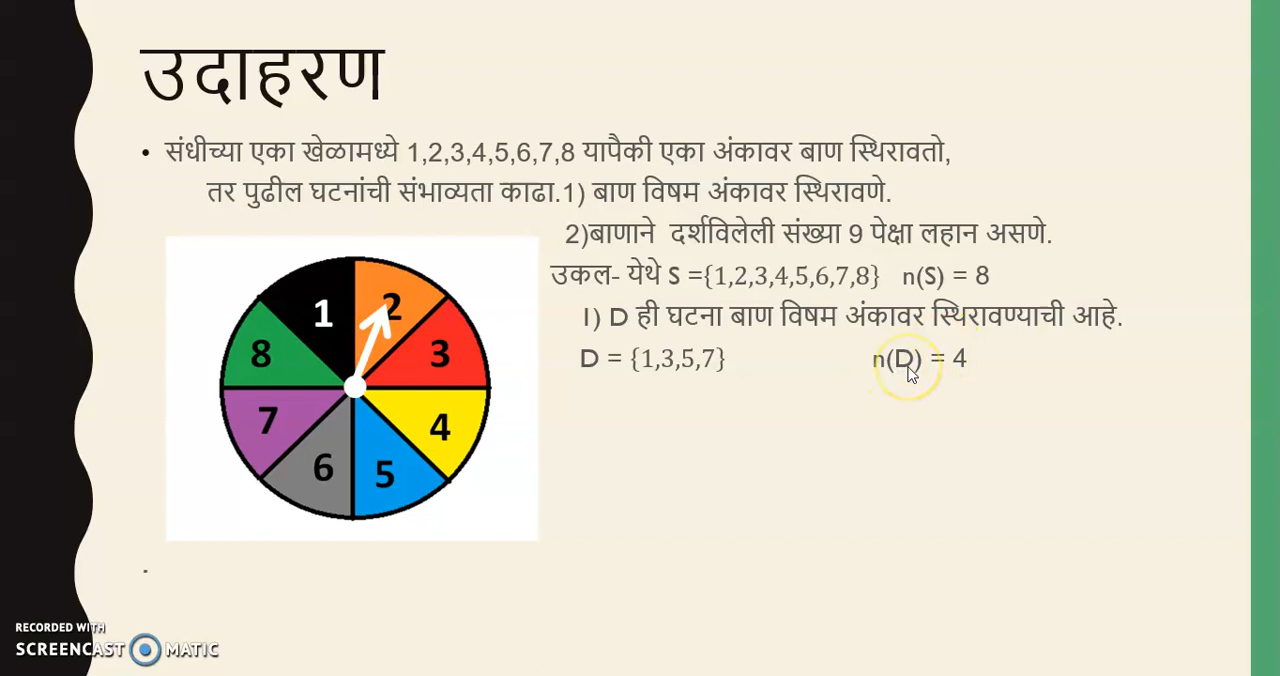 उदाहरण
• संधीच्या एका खेळामध्ये 1,2,3,4,5,6,7,8 यापैकी एका अंकावर बाण स्थिरावतो,
तर पुढील घटनांची संभाव्यता काढा.1) बाण विषम अंकावर स्थिरावणे.
2)बाणाने दर्शविलेली संख्या 9 पेक्षा लहान असणे.
उकल- येथे S ={1,2,3,4,5,6,7,8} n(S) = 8
I) D ही घटना बाण विषम अंकावर स्थिरावण्याची आहे.
D = {1,3,5,7} n(D) = 4
1
2
3
4
5
6
7
8
.
RECORDED WITH
SCREENCAST MATIC